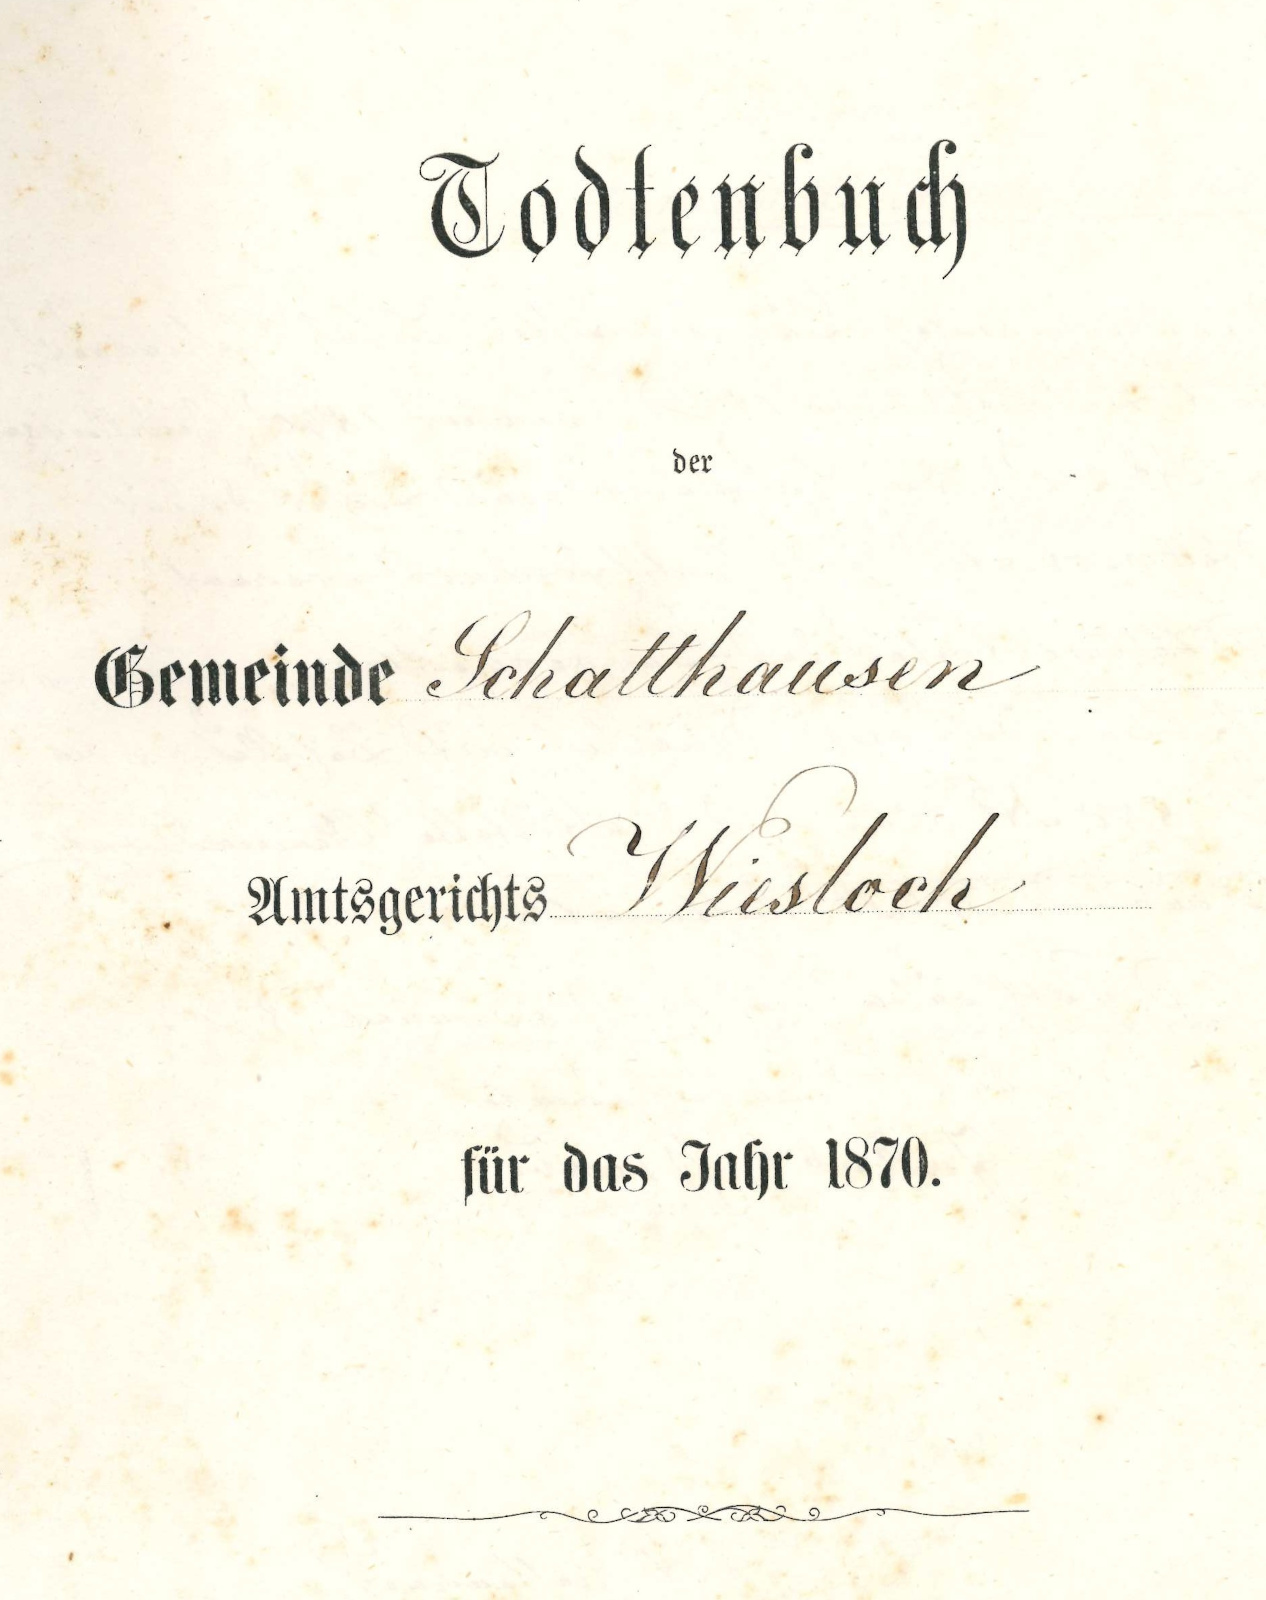 Todtenbuch
der
Gemeinde Schatthausen
Amtsgerichts Wiesloch
für das Jahr 1870.